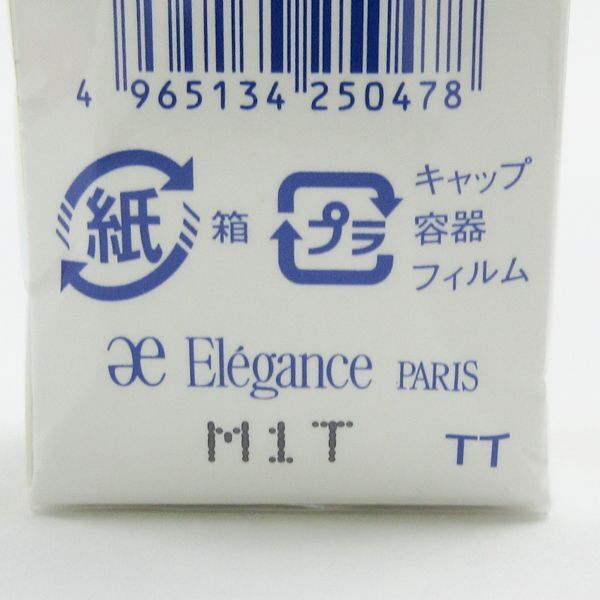 4 965134 250478
紙 箱 プラ キャップ
容器
フィルム
æ Elégance PARIS
M1T TT